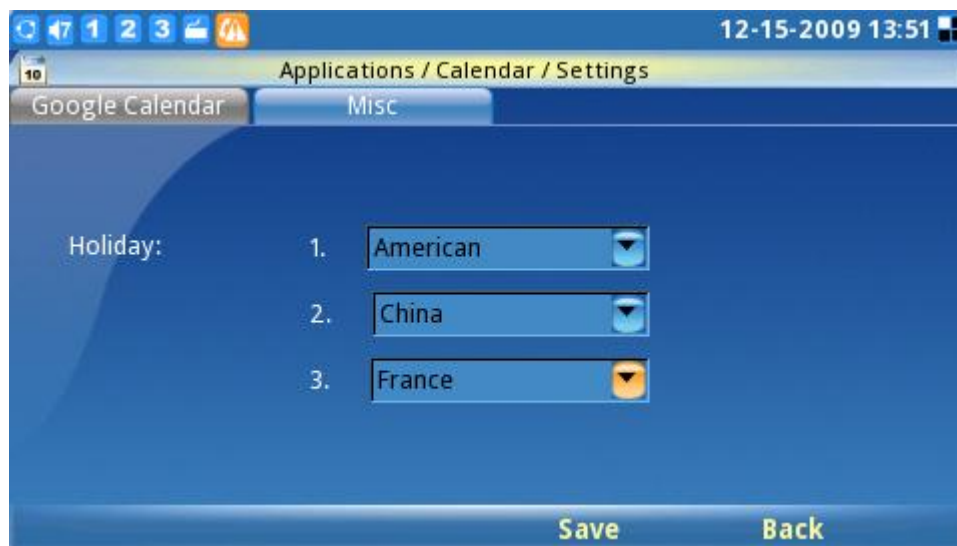 7 1 2 3 12-15-2009 13:51
10 Applications / Calendar / Settings
Google Calendar Misc
Holiday: 1. American
2. China
3. France
Save Back